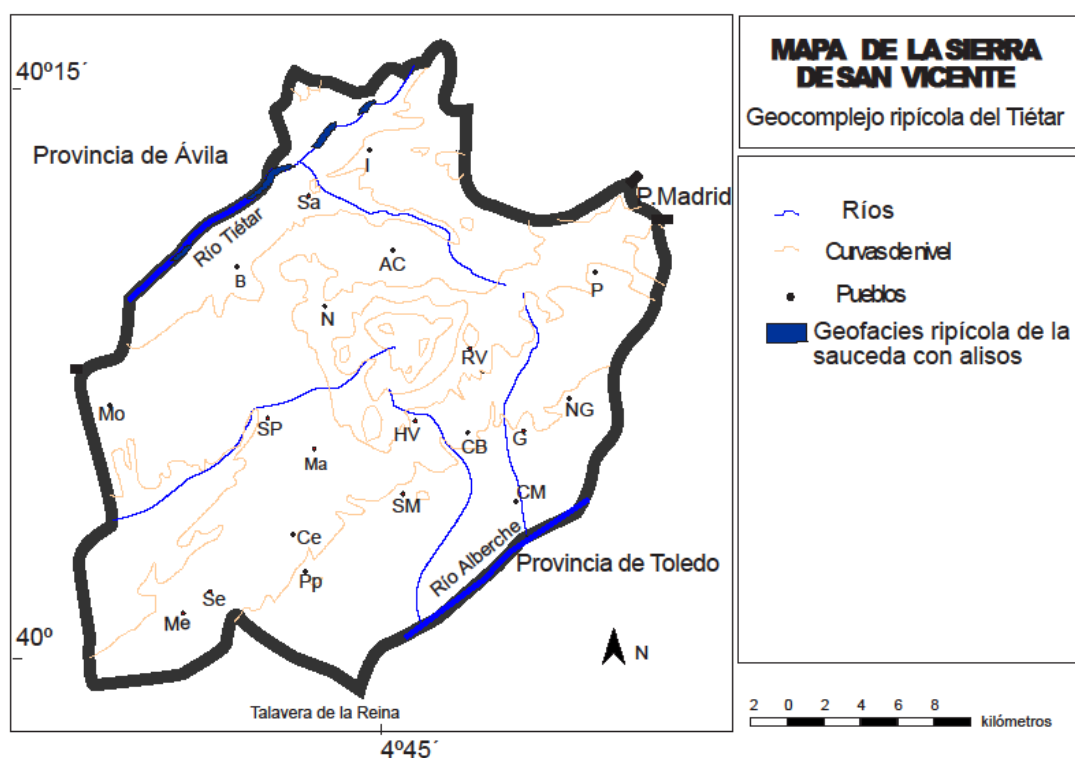 MAPA DE LA SIERRA
DE SAN VICENTE
Geocomplejo ripícola del Tiétar
40º15´
Provincia de Ávila
P.Madrid
I
Sa
Río Tiétar
AC
B
P
N
RV
Mo
NG
SP
HV
CB
G
Ma
SM
CM
Ce
Río Alberche
Provincia de Toledo
Pp
Se
Me
40º
N
Talavera de la Reina
4º45´
Ríos
Curvas de nivel
Pueblos
Geofacies ripícola de la
sauceda con alisos
2 0 2 4 6 8
kilómetros